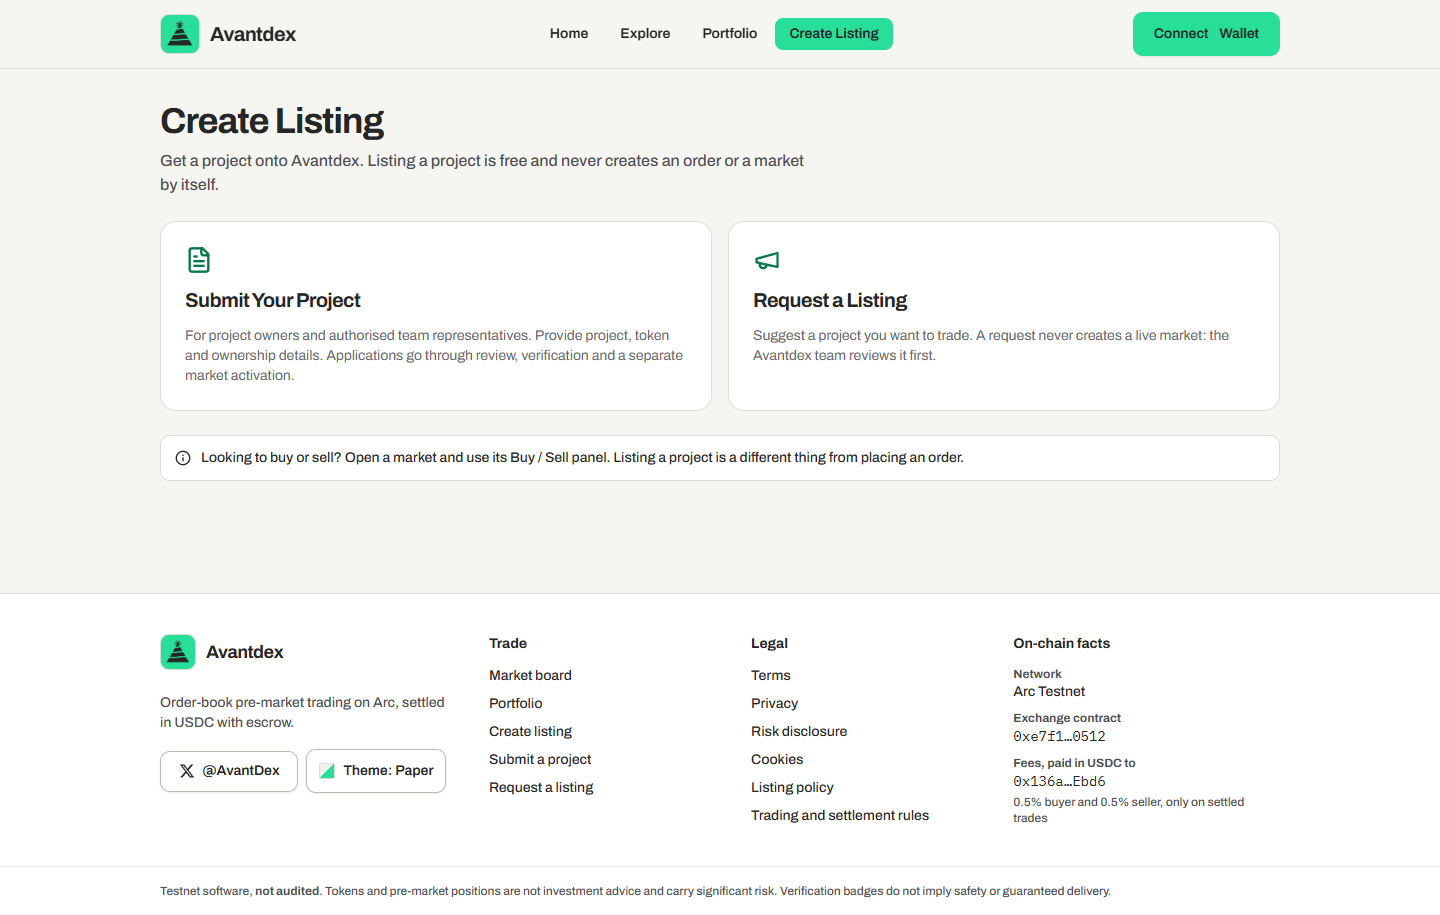 Avantdex
Home
Explore
Portfolio
Create Listing
Connect Wallet
Create Listing
Get a project onto Avantdex. Listing a project is free and never creates an order or a market
by itself.
Submit Your Project
For project owners and authorised team representatives. Provide project, token
and ownership details. Applications go through review, verification and a separate
market activation.
Request a Listing
Suggest a project you want to trade. A request never creates a live market: the
Avantdex team reviews it first.
Looking to buy or sell? Open a market and use its Buy / Sell panel. Listing a project is a different thing from placing an order.
Avantdex
Order-book pre-market trading on Arc, settled
in USDC with escrow.
@AvantDex
Theme: Paper
Trade
Market board
Portfolio
Create listing
Submit a project
Request a listing
Legal
Terms
Privacy
Risk disclosure
Cookies
Listing policy
Trading and settlement rules
On-chain facts
Network
Arc Testnet
Exchange contract
0xe7f1…0512
Fees, paid in USDC to
0x136a…Ebd6
0.5% buyer and 0.5% seller, only on settled
trades
Testnet software, not audited. Tokens and pre-market positions are not investment advice and carry significant risk. Verification badges do not imply safety or guaranteed delivery.